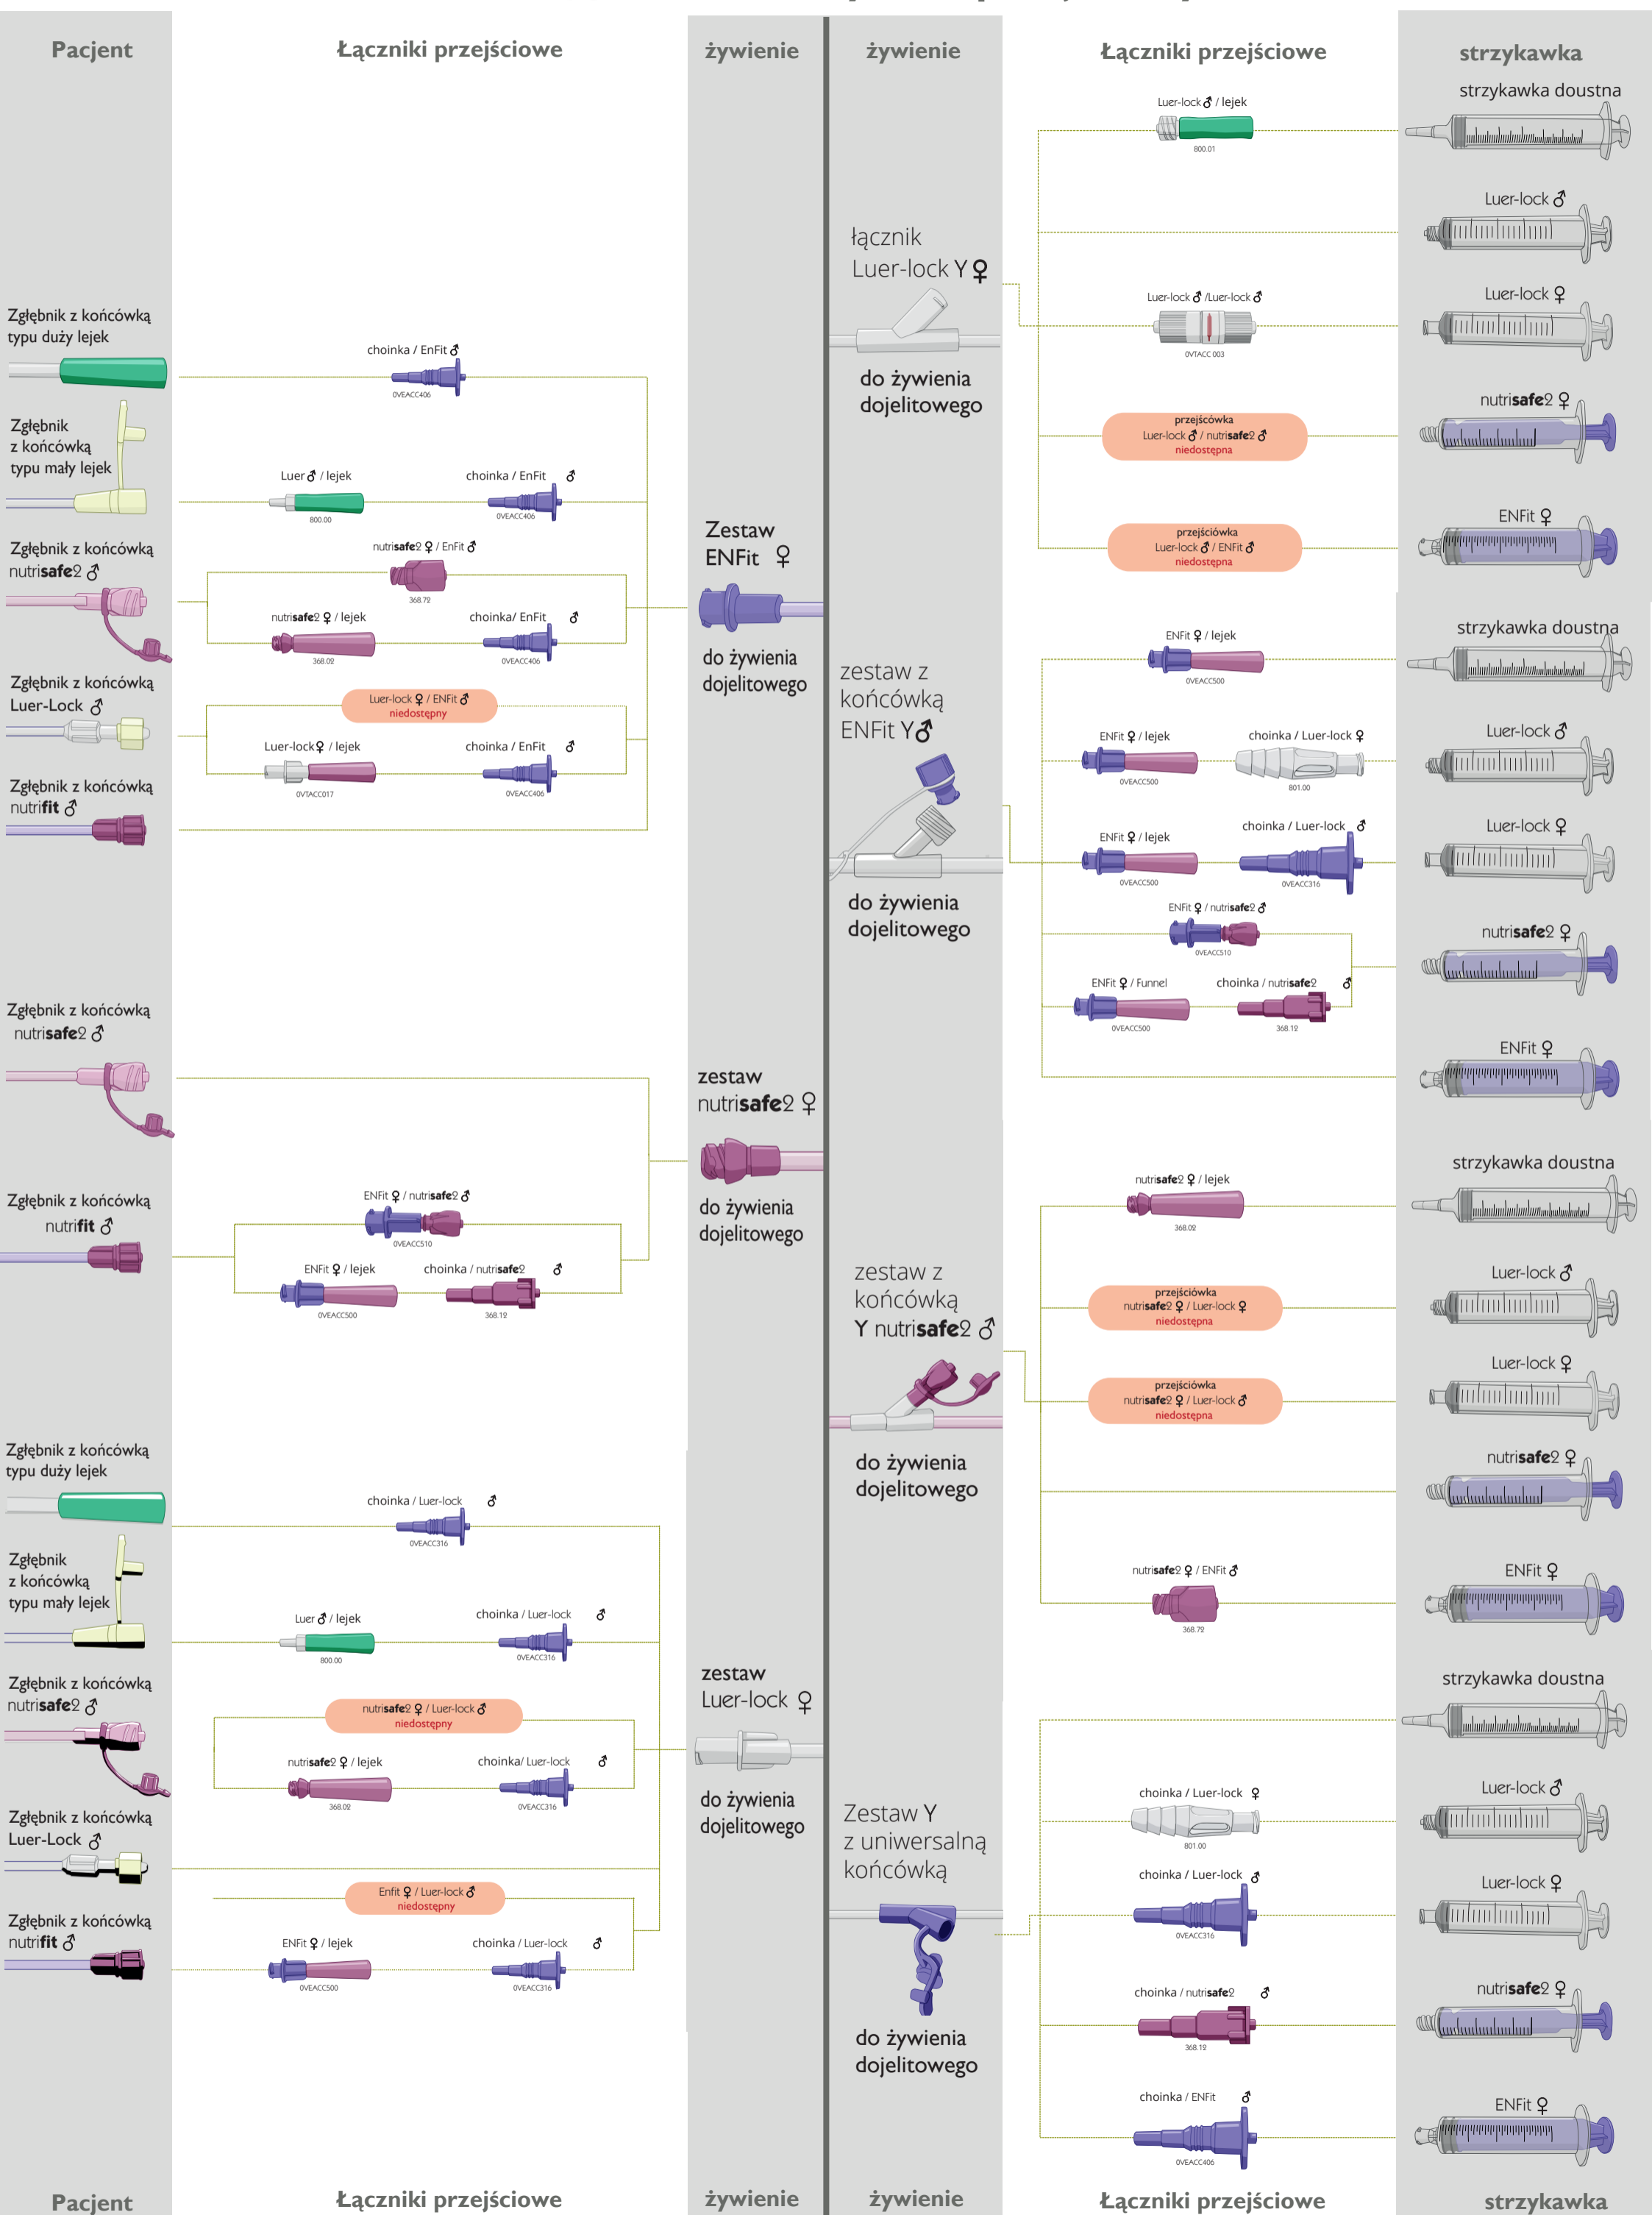 Pacjent
Łączniki przejściowe
żywienie
żywienie
Łączniki przejściowe
strzykawka
Zgłębnik z końcówką
typu duży lejek
choinka / EnFit ♂
0VEACC406
Zgłębnik
z końcówką
typu mały lejek
Luer ♂ / lejek
800.00
choinka / EnFit ♂
0VEACC406
Zgłębnik z końcówką
nutrisafe2 ♂
nutrisafe2 ♀ / EnFit ♂
368.72
nutrisafe2 ♀ / lejek
368.02
choinka/ EnFit ♂
0VEACC406
Zgłębnik z końcówką
Luer-Lock ♂
Luer-lock ♀ / ENFit ♂
niedostępny
Luer-lock♀ / lejek
0VTACC017
choinka / EnFit ♂
0VEACC406
Zgłębnik z końcówką
nutrifit ♂
Zestaw
ENFit ♀
do żywienia
dojelitowego
Zgłębnik z końcówką
nutrisafe2 ♂
Zgłębnik z końcówką
nutrifit ♂
ENFit ♀ / nutrisafe2 ♂
0VEACC510
ENFit ♀ / lejek
0VEACC500
choinka / nutrisafe2 ♂
368.12
zestaw
nutrisafe2 ♀
do żywienia
dojelitowego
Zgłębnik z końcówką
typu duży lejek
choinka / Luer-lock ♂
0VEACC316
Zgłębnik
z końcówką
typu mały lejek
Luer ♂ / lejek
800.00
choinka / Luer-lock ♂
0VEACC316
Zgłębnik z końcówką
nutrisafe2 ♂
nutrisafe2 ♀ / Luer-lock ♂
niedostępny
nutrisafe2 ♀ / lejek
368.02
choinka/ Luer-lock ♂
0VEACC316
Zgłębnik z końcówką
Luer-Lock ♂
Enfit ♀ / Luer-lock ♂
niedostępny
Zgłębnik z końcówką
nutrifit ♂
ENFit ♀ / lejek
0VEACC500
choinka / Luer-lock ♂
0VEACC316
zestaw
Luer-lock ♀
do żywienia
dojelitowego
łącznik
Luer-lock Y♀
do żywienia
dojelitowego
Luer-lock ♂ / lejek
800.01
strzykawka doustna
Luer-lock ♂
Luer-lock ♂ /Luer-lock ♂
0VTACC 003
Luer-lock ♀
przejścówka
Luer-lock ♂ / nutrisafe2 ♂
niedostępna
nutrisafe2 ♀
przejściówka
Luer-lock ♂ / ENFit ♂
niedostępna
ENFit ♀
zestaw z
końcówką
ENFit Y♂
do żywienia
dojelitowego
ENFit ♀ / lejek
0VEACC500
strzykawka doustna
ENFit ♀ / lejek
0VEACC500
choinka / Luer-lock ♀
801.00
Luer-lock ♂
ENFit ♀ / lejek
0VEACC500
choinka / Luer-lock ♂
0VEACC316
Luer-lock ♀
ENFit ♀ / nutrisafe2 ♂
0VEACC510
ENFit ♀ / Funnel
0VEACC500
choinka / nutrisafe2 ♂
368.12
nutrisafe2 ♀
ENFit ♀
zestaw z
końcówką
Y nutrisafe2 ♂
do żywienia
dojelitowego
nutrisafe2 ♀ / lejek
368.02
strzykawka doustna
przejściówka
nutrisafe2 ♀ / Luer-lock ♀
niedostępna
Luer-lock ♂
przejściówka
nutrisafe2 ♀ / Luer-lock ♂
niedostępna
Luer-lock ♀
nutrisafe2 ♀
nutrisafe2 ♀ / ENFit ♂
368.72
ENFit ♀
Zestaw Y
z uniwersalną
końcówką
do żywienia
dojelitowego
strzykawka doustna
choinka / Luer-lock ♀
801.00
Luer-lock ♂
choinka / Luer-lock ♂
0VEACC316
Luer-lock ♀
choinka / nutrisafe2 ♂
368.12
nutrisafe2 ♀
choinka / ENFit ♂
0VEACC406
ENFit ♀
Pacjent
Łączniki przejściowe
żywienie
żywienie
Łączniki przejściowe
strzykawka